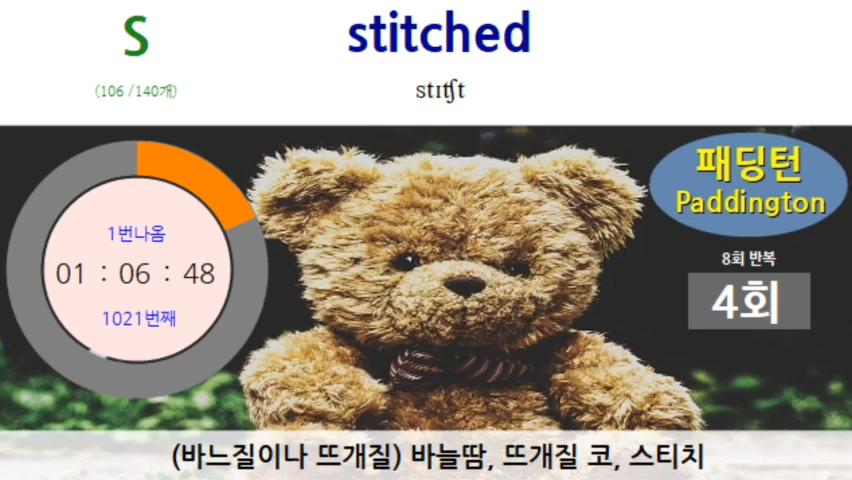 S
(106 /140개)
stitched
stɪtʃt
패딩턴
Paddington
1번나옴
01 : 06 : 48
1021번째
8회 반복
4회
(바느질이나 뜨개질) 바늘땀, 뜨개질 코, 스티치